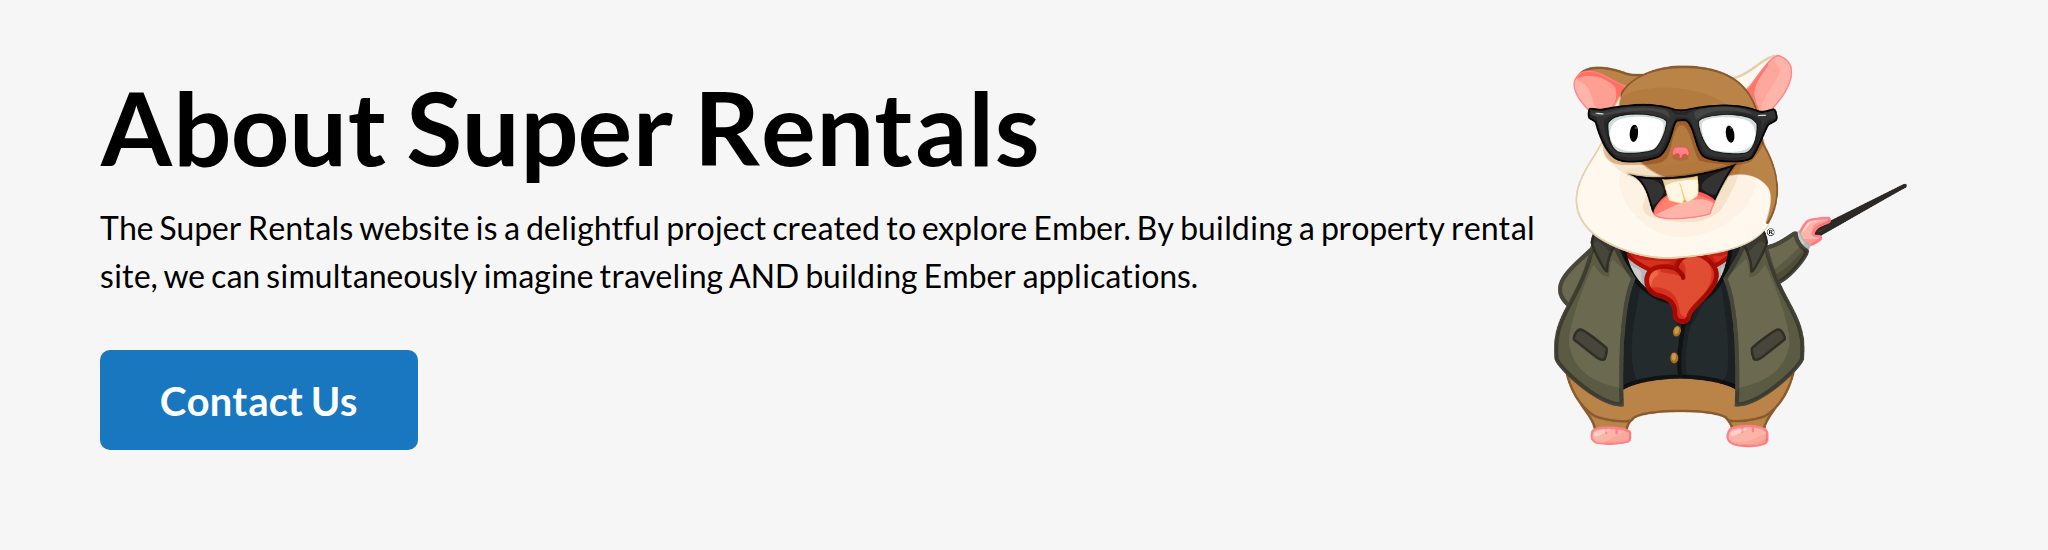 About Super Rentals
The Super Rentals website is a delightful project created to explore Ember. By building a property rental
site, we can simultaneously imagine traveling AND building Ember applications.
®
Contact Us